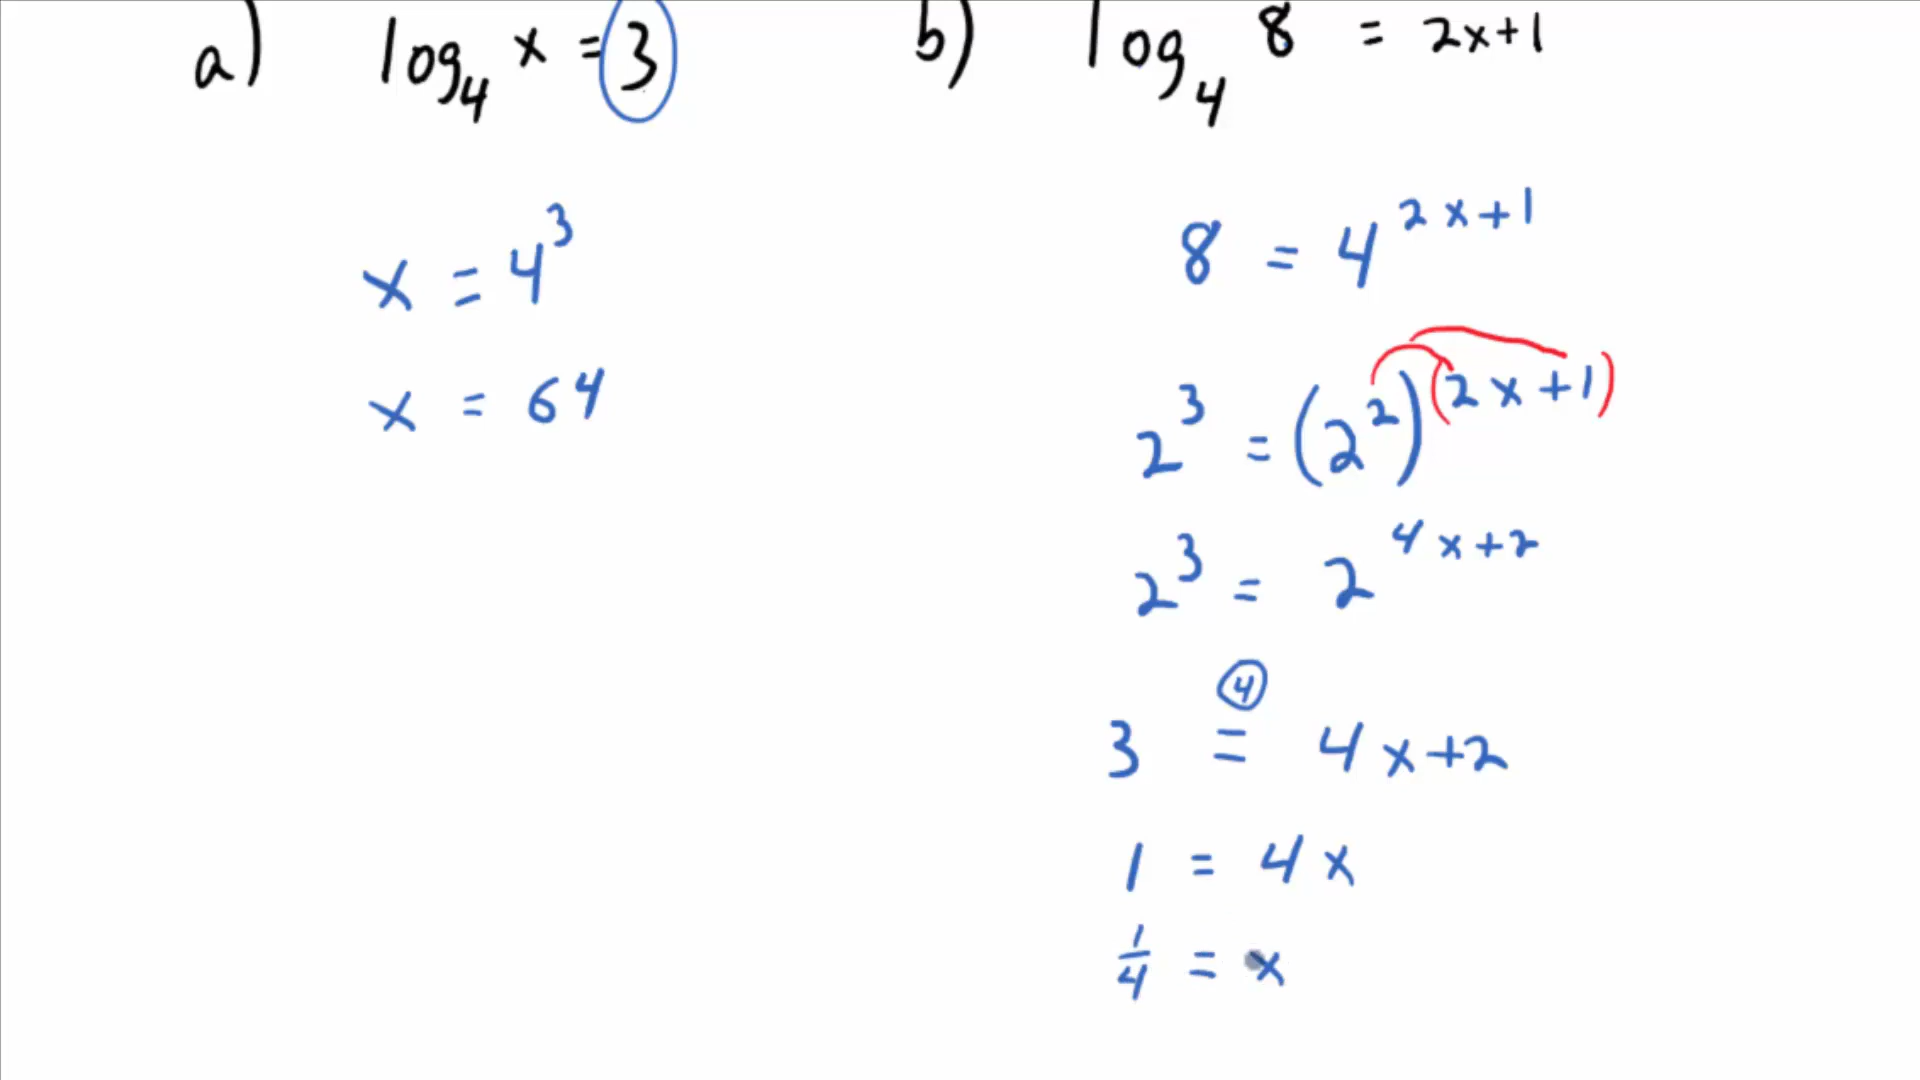 a) log₄ x = 3
x = 4³
x = 64
b) log₄ 8 = 2x+1
8 = 4^{2x+1}
2³ = (2²)^{(2x+1)}
2³ = 2^{4x+2}
④
3 = 4x+2
1 = 4x
1/4 = x